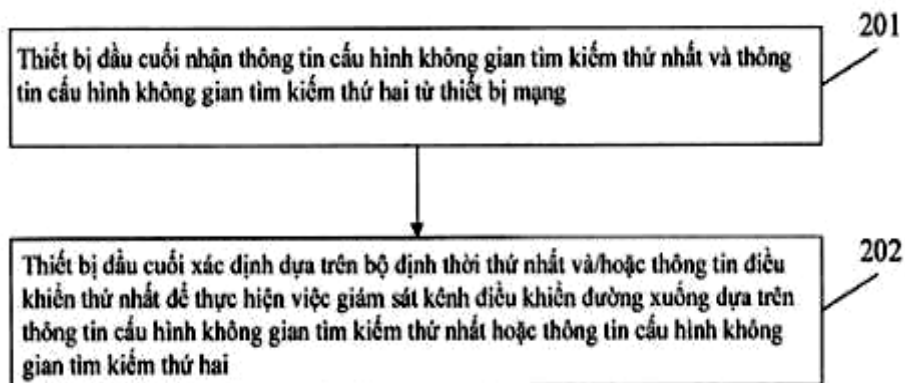 201
Thiết bị đầu cuối nhận thông tin cấu hình không gian tìm kiếm thứ nhất và thông
tin cấu hình không gian tìm kiếm thứ hai từ thiết bị mạng
202
Thiết bị đầu cuối xác định dựa trên bộ định thời thứ nhất và/hoặc thông tin điều
khiển thứ nhất để thực hiện việc giám sát kênh điều khiển đường xuống dựa trên
thông tin cấu hình không gian tìm kiếm thứ nhất hoặc thông tin cấu hình không
gian tìm kiếm thứ hai